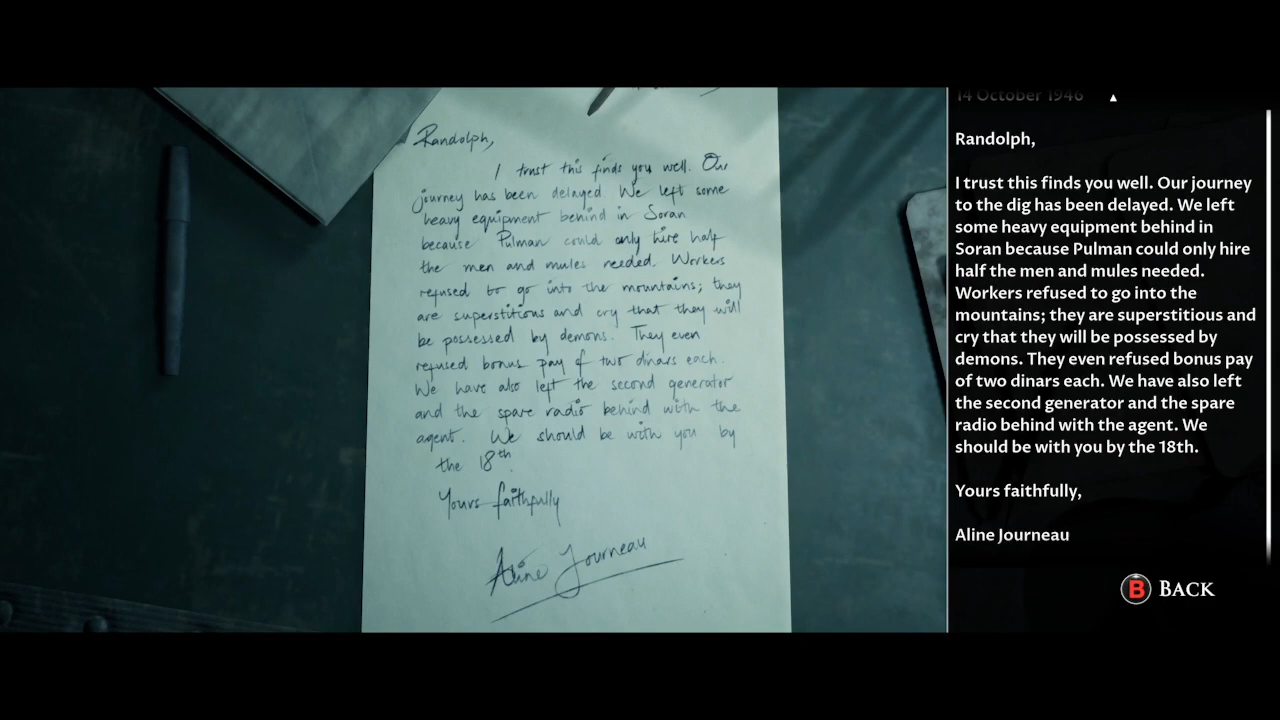 Randolph,
I trust this finds you well. Our
journey has been delayed. We left some
heavy equipment behind in Soran
because Pulman could only hire half
the men and mules needed. Workers
refused to go into the mountains; they
are superstitious and cry that they will
be possessed by demons. They even
refused bonus pay of two dinars each.
We have also left the second generator
and the spare radio behind with the
agent. We should be with you by
the 18th.
Yours faithfully
Aline Journeau
14 October 1946
Randolph,
I trust this finds you well. Our journey
to the dig has been delayed. We left
some heavy equipment behind in
Soran because Pulman could only hire
half the men and mules needed.
Workers refused to go into the
mountains; they are superstitious and
cry that they will be possessed by
demons. They even refused bonus pay
of two dinars each. We have also left
the second generator and the spare
radio behind with the agent. We
should be with you by the 18th.
Yours faithfully,
Aline Journeau
B BACK